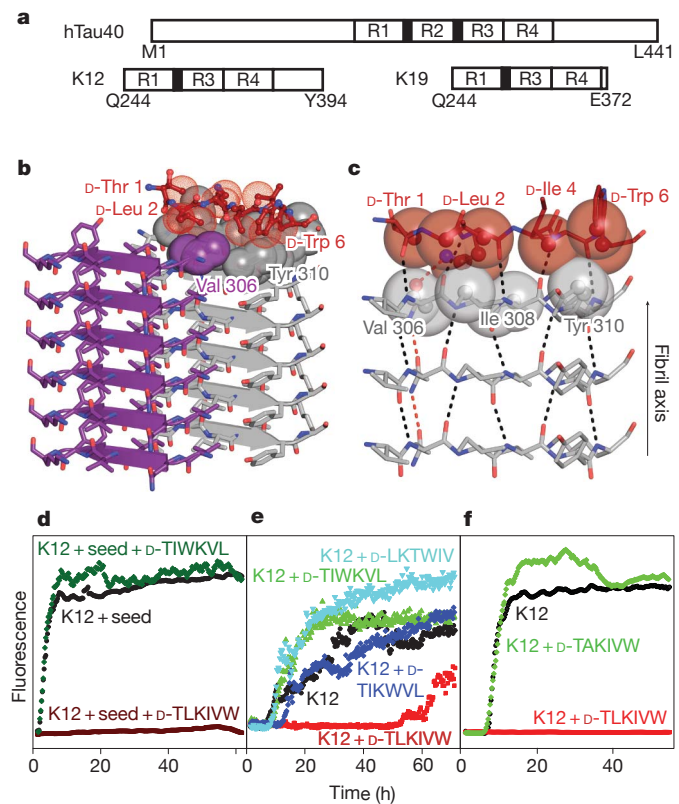 a
hTau40 R1 R2 R3 R4
M1 L441
K12 R1 R3 R4 K19 R1 R3 R4
Q244 Y394 Q244 E372
b
D-Thr 1
D-Leu 2
D-Trp 6
Tyr 310
Val 306
c
D-Thr 1 D-Leu 2 D-Ile 4 D-Trp 6
Val 306 Ile 308 Tyr 310
Fibril axis
d
K12 + seed + D-TIWKVL
K12 + seed
K12 + seed + D-TLKIVW
Fluorescence
0 20 40
e
K12 + D-LKTWIV
K12 + D-TIWKVL
K12 + D-
TIKWVL
K12
K12 + D-TLKIVW
0 20 40 60
f
K12
K12 + D-TAKIVW
K12 + D-TLKIVW
0 20 40
Time (h)